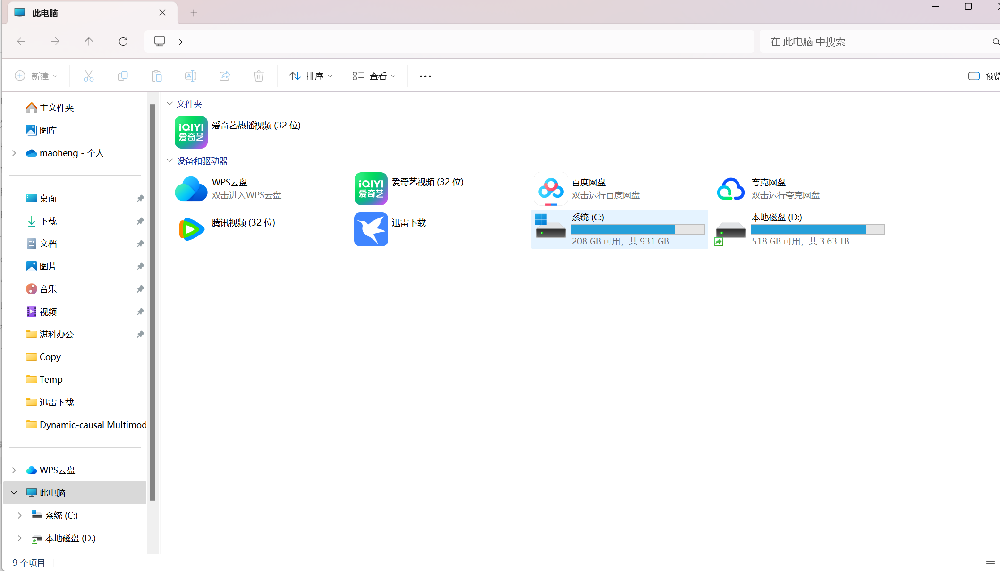 此电脑
在 此电脑 中搜索
新建
排序
查看
预览
主文件夹
图库
maoheng - 个人
桌面
下载
文档
图片
音乐
视频
湛科办公
Copy
Temp
迅雷下载
Dynamic-causal Multimod
WPS云盘
此电脑
系统 (C:)
本地磁盘 (D:)
文件夹
iQIYI
爱奇艺
爱奇艺热播视频 (32 位)
设备和驱动器
WPS云盘
双击进入WPS云盘
iQIYI
爱奇艺
爱奇艺视频 (32 位)
百度网盘
双击运行百度网盘
夸克网盘
双击运行夸克网盘
腾讯视频 (32 位)
迅雷下载
系统 (C:)
208 GB 可用，共 931 GB
本地磁盘 (D:)
518 GB 可用，共 3.63 TB
9 个项目